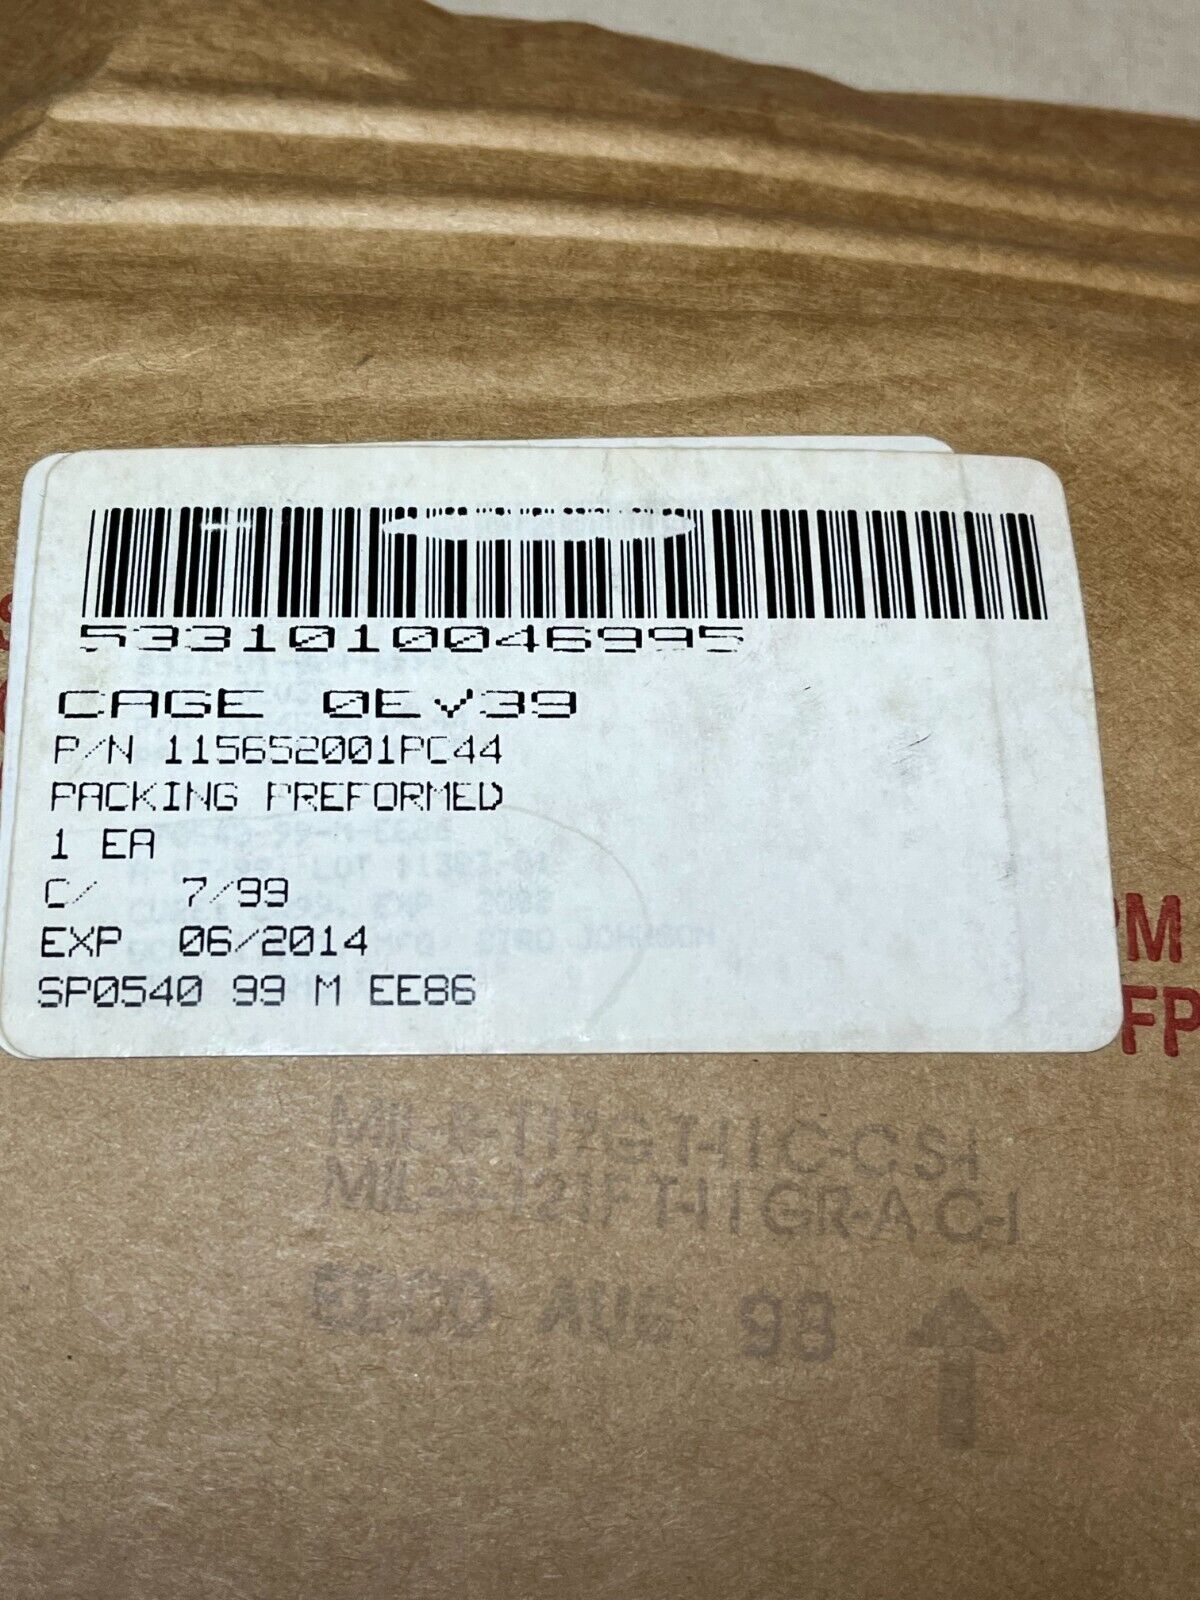 5331010046995
CAGE 0EV39
P/N 115652001PC44
PACKING PREFORMED
1 EA
C/ 7/99
EXP 06/2014
SP0540 99 M EE86
RM
FP
MIL-B-117G T-I I C-C S-I
MIL-B-121F T-I I GR-A C-I
AUG 98